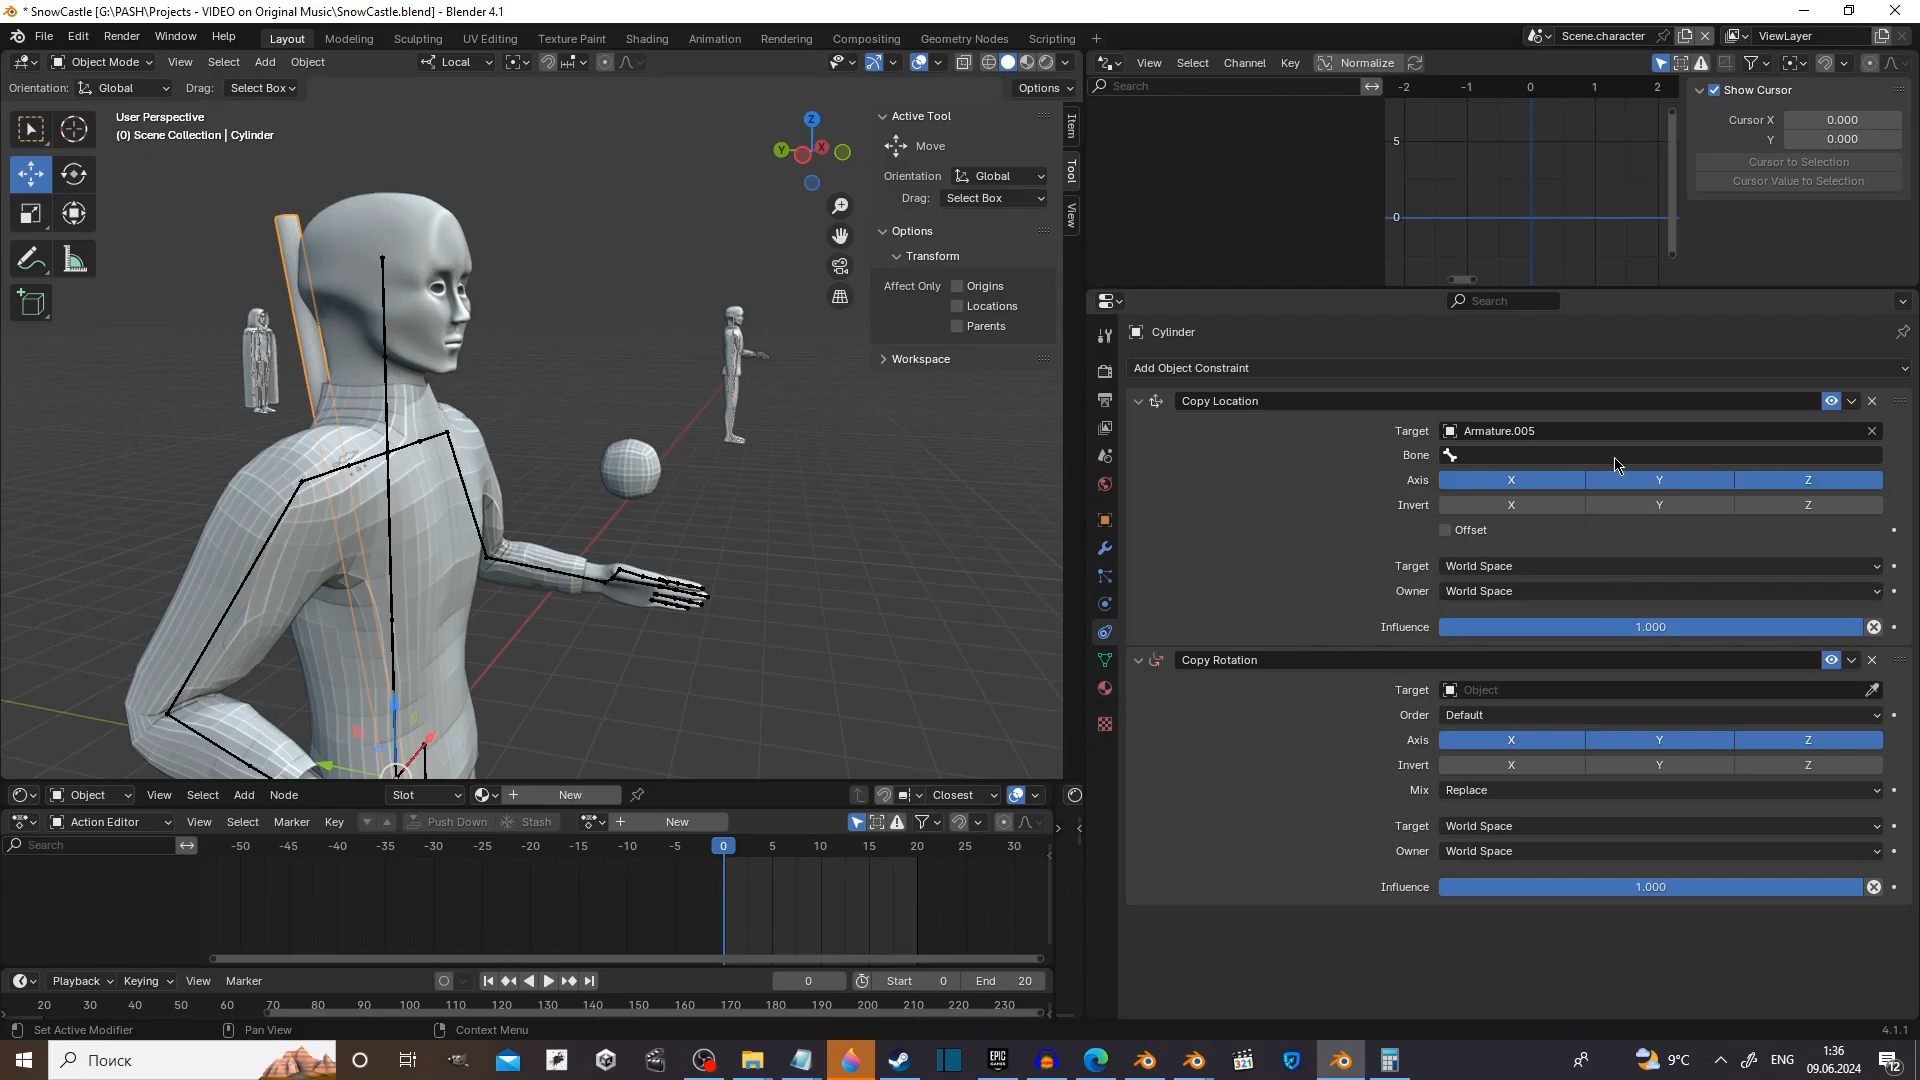 * SnowCastle [G:\PASH\Projects - VIDEO on Original Music\SnowCastle.blend] - Blender 4.1
File Edit Render Window Help
Layout Modeling Sculpting UV Editing Texture Paint Shading Animation Rendering Compositing Geometry Nodes Scripting +
Scene.character ViewLayer
Object Mode View Select Add Object Local
Orientation: Global Drag: Select Box Options
User Perspective
(0) Scene Collection | Cylinder
Z
Y X
Active Tool
Move
Orientation Global
Drag: Select Box
Options
Transform
Affect Only Origins
Locations
Parents
Workspace
Item
Tool
View
View Select Channel Key Normalize
Search
-2 -1 0 1 2
5
0
Show Cursor
Cursor X 0.000
Y 0.000
Cursor to Selection
Cursor Value to Selection
Search
Cylinder
Add Object Constraint
Copy Location
Target Armature.005
Bone
Axis X Y Z
Invert X Y Z
Offset
Target World Space
Owner World Space
Influence 1.000
Copy Rotation
Target Object
Order Default
Axis X Y Z
Invert X Y Z
Mix Replace
Target World Space
Owner World Space
Influence 1.000
Object View Select Add Node Slot New Closest
Action Editor View Select Marker Key Push Down Stash New
Search
-50 -45 -40 -35 -30 -25 -20 -15 -10 -5 0 5 10 15 20 25 30
Playback Keying View Marker 0 Start 0 End 20
20 30 40 50 60 70 80 90 100 110 120 130 140 150 160 170 180 190 200 210 220 230
Set Active Modifier Pan View Context Menu 4.1.1
Поиск
EPIC
GAMES
321
9°C
ENG
1:36
09.06.2024
12